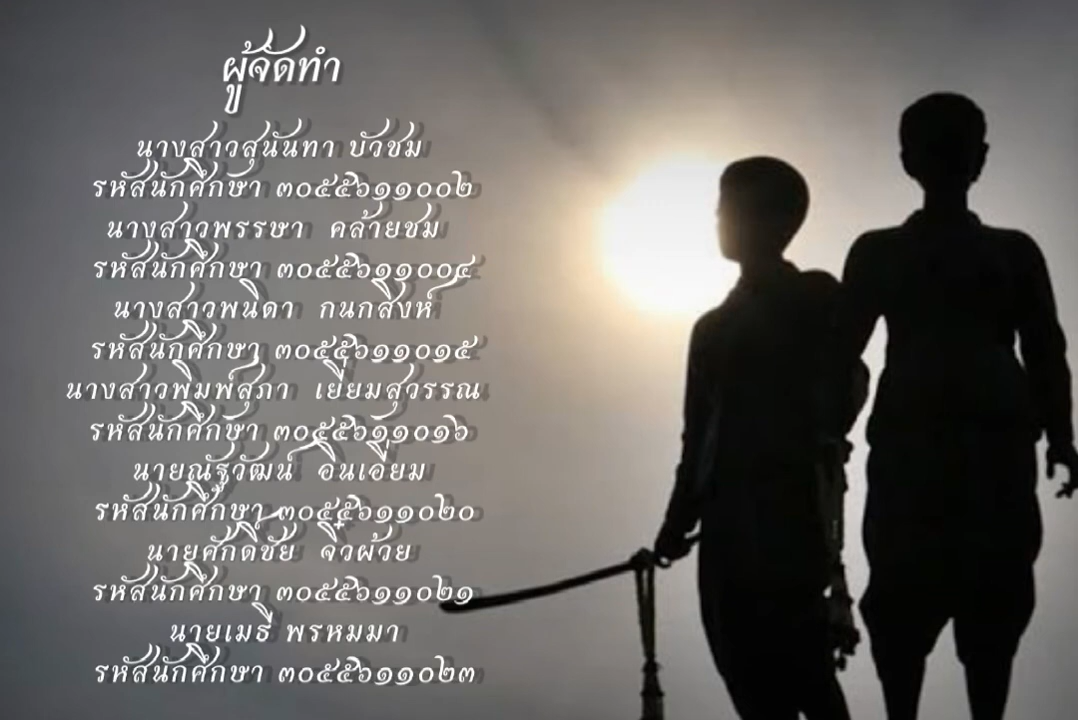 ผู้จัดทำ
นางสาวสุนันทา บัวชม
รหัสนักศึกษา ๓๐๕๕๖๑๑๐๐๒
นางสาวพรรษา คล้ายชม
รหัสนักศึกษา ๓๐๕๕๖๑๑๐๐๔
นางสาวพนิดา กนกสิงห์
รหัสนักศึกษา ๓๐๕๕๖๑๑๐๑๕
นางสาวพิมพ์สุภา เยี่ยมสุวรรณ
รหัสนักศึกษา ๓๐๕๕๖๑๑๐๑๖
นายณัฐวัฒน์ อินเอี่ยม
รหัสนักศึกษา ๓๐๕๕๖๑๑๐๒๐
นายศักดิ์ชัย จิ๋วผ้วย
รหัสนักศึกษา ๓๐๕๕๖๑๑๐๒๑
นายเมธี พรหมมา
รหัสนักศึกษา ๓๐๕๕๖๑๑๐๒๓